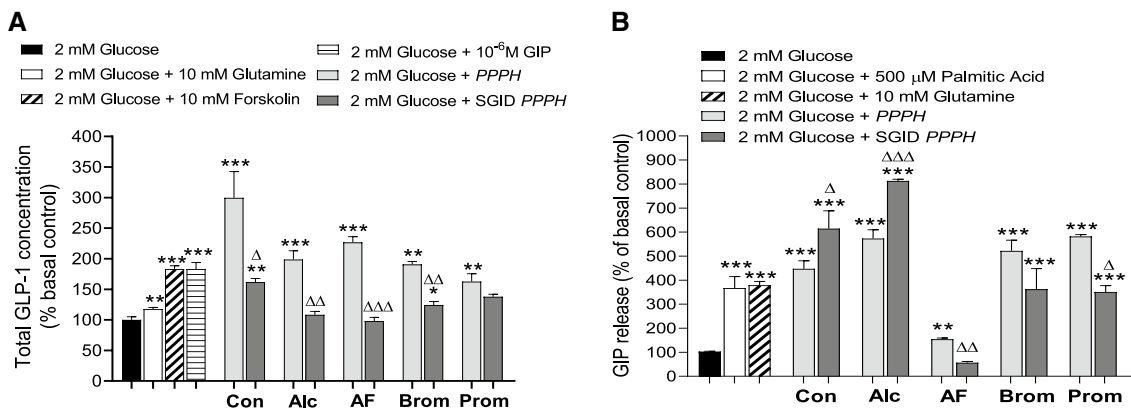 A
2 mM Glucose
2 mM Glucose + 10 mM Glutamine
2 mM Glucose + 10 mM Forskolin
2 mM Glucose + 10⁻⁶M GIP
2 mM Glucose + PPPH
2 mM Glucose + SGID PPPH
Total GLP-1 concentration
(% basal control)
400
350
300
250
200
150
100
50
0
**
***
***
***
Δ
**
***
ΔΔ
***
ΔΔΔ
**
ΔΔ
*
**
Con Alc AF Brom Prom
B
2 mM Glucose
2 mM Glucose + 500 μM Palmitic Acid
2 mM Glucose + 10 mM Glutamine
2 mM Glucose + PPPH
2 mM Glucose + SGID PPPH
GIP release (% of basal control)
1000
900
800
700
600
500
400
300
200
100
0
***
***
***
Δ
***
***
ΔΔΔ
***
**
ΔΔ
***
***
***
Δ
***
Con Alc AF Brom Prom